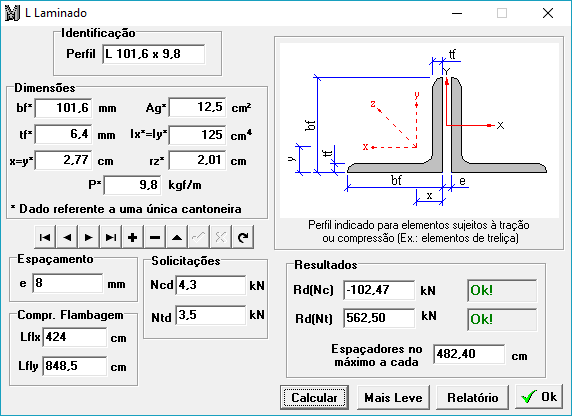 L Laminado
Identificação
Perfil L 101,6 x 9,8
Dimensões
bf* 101,6 mm Ag* 12,5 cm²
tf* 6,4 mm Ix*=Iy* 125 cm⁴
x=y* 2,77 cm rz* 2,01 cm
P* 9,8 kgf/m
* Dado referente a uma única cantoneira
tf
Y
z
y
bf
X
x
y
tf
bf
e
x
Perfil indicado para elementos sujeitos à tração
ou compressão (Ex.: elementos de treliça)
Espaçamento
e 8 mm
Compr. Flambagem
Lflx 424 cm
Lfly 848,5 cm
Solicitações
Ncd 4,3 kN
Ntd 3,5 kN
Resultados
Rd(Nc) -102,47 kN Ok!
Rd(Nt) 562,50 kN Ok!
Espaçadores no
máximo a cada 482,40 cm
Calcular Mais Leve Relatório Ok